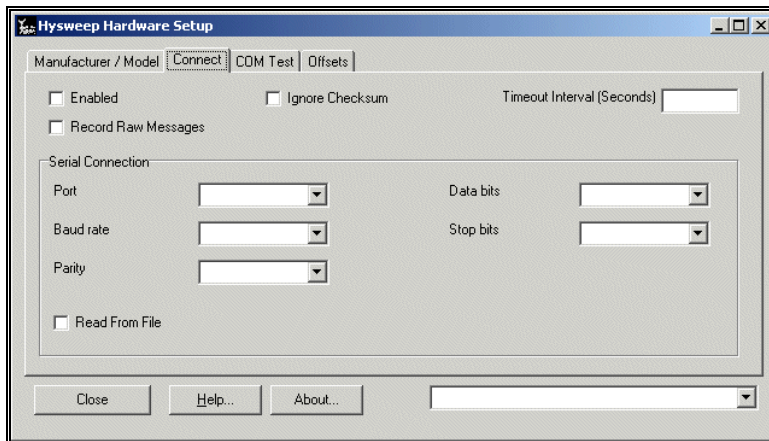 Hysweep Hardware Setup
Manufacturer / Model Connect COM Test Offsets
Enabled Ignore Checksum Timeout Interval (Seconds)
Record Raw Messages
Serial Connection
Port Data bits
Baud rate Stop bits
Parity
Read From File
Close Help... About...